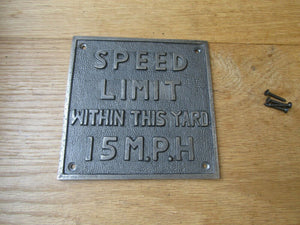 SPEED
LIMIT
WITHIN THIS YARD
15 M.P.H